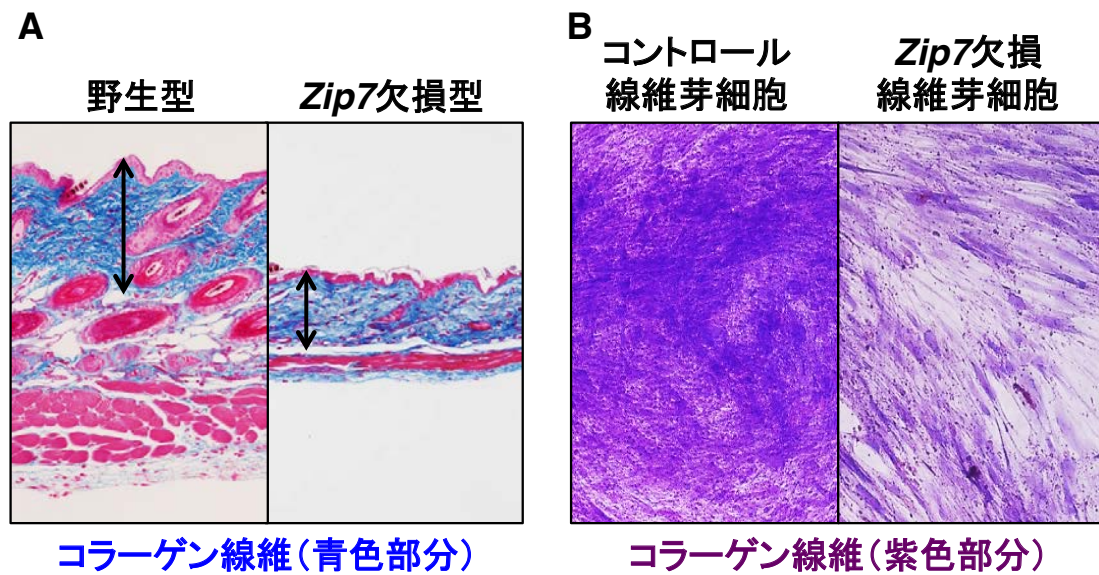 A
野生型
Zip7欠損型
コラーゲン線維（青色部分）
B
コントロール
線維芽細胞
Zip7欠損
線維芽細胞
コラーゲン線維（紫色部分）